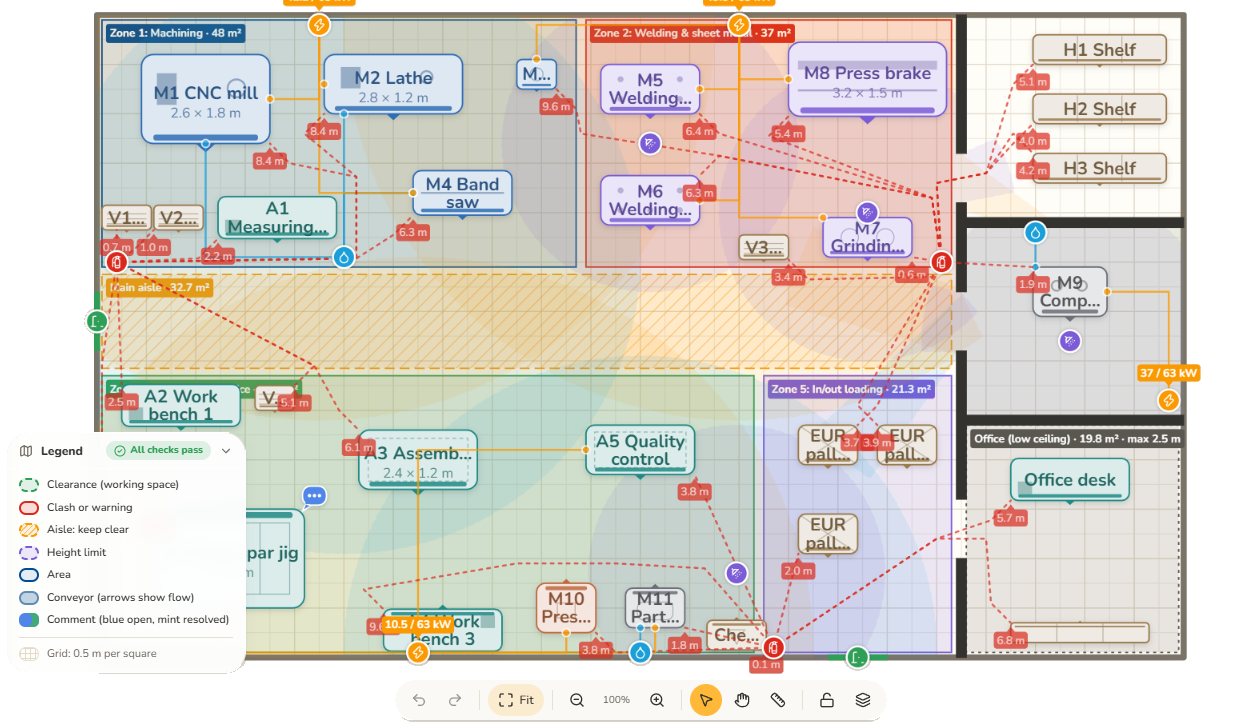 Zone 1: Machining · 48 m²
Zone 2: Welding & sheet
· 37 m²
M1 CNC mill
2.6 × 1.8 m
M2 Lathe
2.8 × 1.2 m
M...
M5
Welding...
M8 Press brake
3.2 × 1.5 m
H1 Shelf
H2 Shelf
H3 Shelf
5.1 m
4.0 m
4.2 m
9.6 m
8.4 m
8.4 m
6.4 m
5.4 m
M4 Band
saw
M6
Welding...
6.3 m
V1...
V2...
A1
Measuring...
6.3 m
M7
Grindin...
V3...
0.7 m
1.0 m
2.2 m
3.4 m
0.6 m
Main aisle · 32.7 m²
M9
Comp...
1.9 m
37 / 63 kW
A2 Work
bench 1
2.5 m
V...
5.1 m
Zone 5: In/out loading · 21.3 m²
A3 Assemb...
2.4 × 1.2 m
6.1 m
A5 Quality
control
3.8 m
EUR
pall...
EUR
pall...
3.7
3.9 m
Office (low ceiling) · 19.8 m² · max 2.5 m
Office desk
5.7 m
EUR
pall...
2.0 m
par jig
M10
Pres...
M11
Part...
10.5 / 63 kW
bench 3
3.8 m
1.8 m
Che...
0.1 m
6.8 m
Legend
All checks pass
Clearance (working space)
Clash or warning
Aisle: keep clear
Height limit
Area
Conveyor (arrows show flow)
Comment (blue open, mint resolved)
Grid: 0.5 m per square
Fit
100%